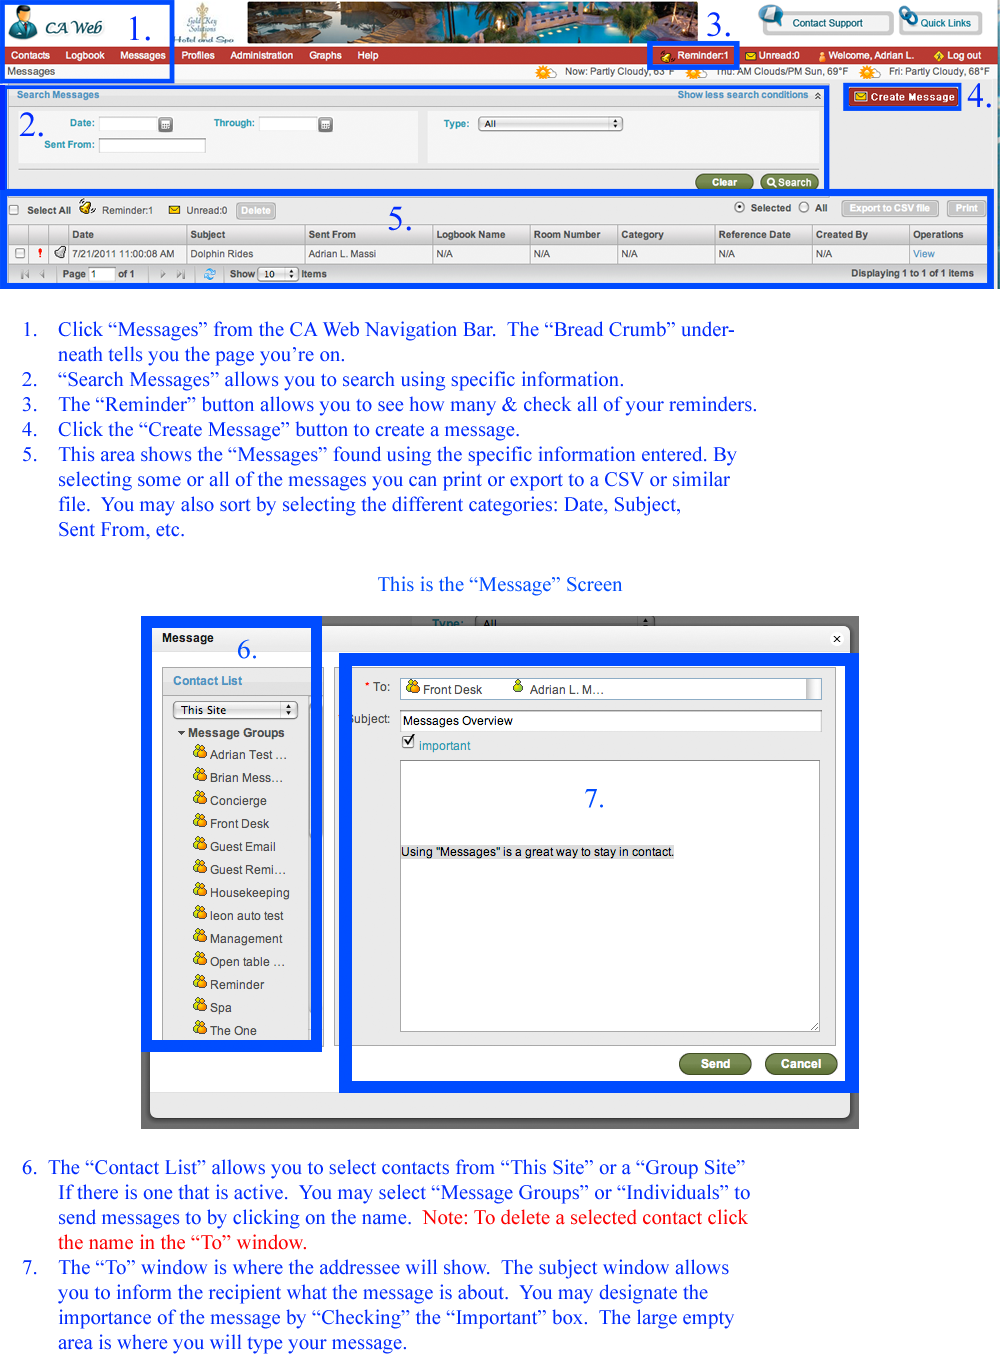 CA Web
1.
Gold Key
Solutions
Hotel and Spa
3.
Contact Support
Quick Links
Contacts Logbook Messages Profiles Administration Graphs Help
Reminder:1 Unread:0 Welcome, Adrian L. Log out
Messages
Now: Partly Cloudy, 63°F Thu: AM Clouds/PM Sun, 69°F Fri: Partly Cloudy, 68°F
Search Messages
Show less search conditions
Create Message
4.
2.
Date:
Through:
Type: All
Sent From:
Clear
Search
Select All Reminder:1 Unread:0 Delete
5.
Selected All Export to CSV file Print
Date Subject Sent From Logbook Name Room Number Category Reference Date Created By Operations
! 7/21/2011 11:00:08 AM Dolphin Rides Adrian L. Massi N/A N/A N/A N/A N/A View
Page 1 of 1 Show 10 Items Displaying 1 to 1 of 1 items
1. Click “Messages” from the CA Web Navigation Bar. The “Bread Crumb” under-
neath tells you the page you’re on.
2. “Search Messages” allows you to search using specific information.
3. The “Reminder” button allows you to see how many & check all of your reminders.
4. Click the “Create Message” button to create a message.
5. This area shows the “Messages” found using the specific information entered. By
selecting some or all of the messages you can print or export to a CSV or similar
file. You may also sort by selecting the different categories: Date, Subject,
Sent From, etc.
This is the “Message” Screen
Type: All
Message
6.
×
Contact List
This Site
Message Groups
Adrian Test ...
Brian Mess...
Concierge
Front Desk
Guest Email
Guest Remi...
Housekeeping
leon auto test
Management
Open table ...
Reminder
Spa
The One
* To: Front Desk Adrian L. M...
Subject: Messages Overview
important
7.
Using "Messages" is a great way to stay in contact.
Send
Cancel
6. The “Contact List” allows you to select contacts from “This Site” or a “Group Site”
If there is one that is active. You may select “Message Groups” or “Individuals” to
send messages to by clicking on the name. Note: To delete a selected contact click
the name in the “To” window.
7. The “To” window is where the addressee will show. The subject window allows
you to inform the recipient what the message is about. You may designate the
importance of the message by “Checking” the “Important” box. The large empty
area is where you will type your message.